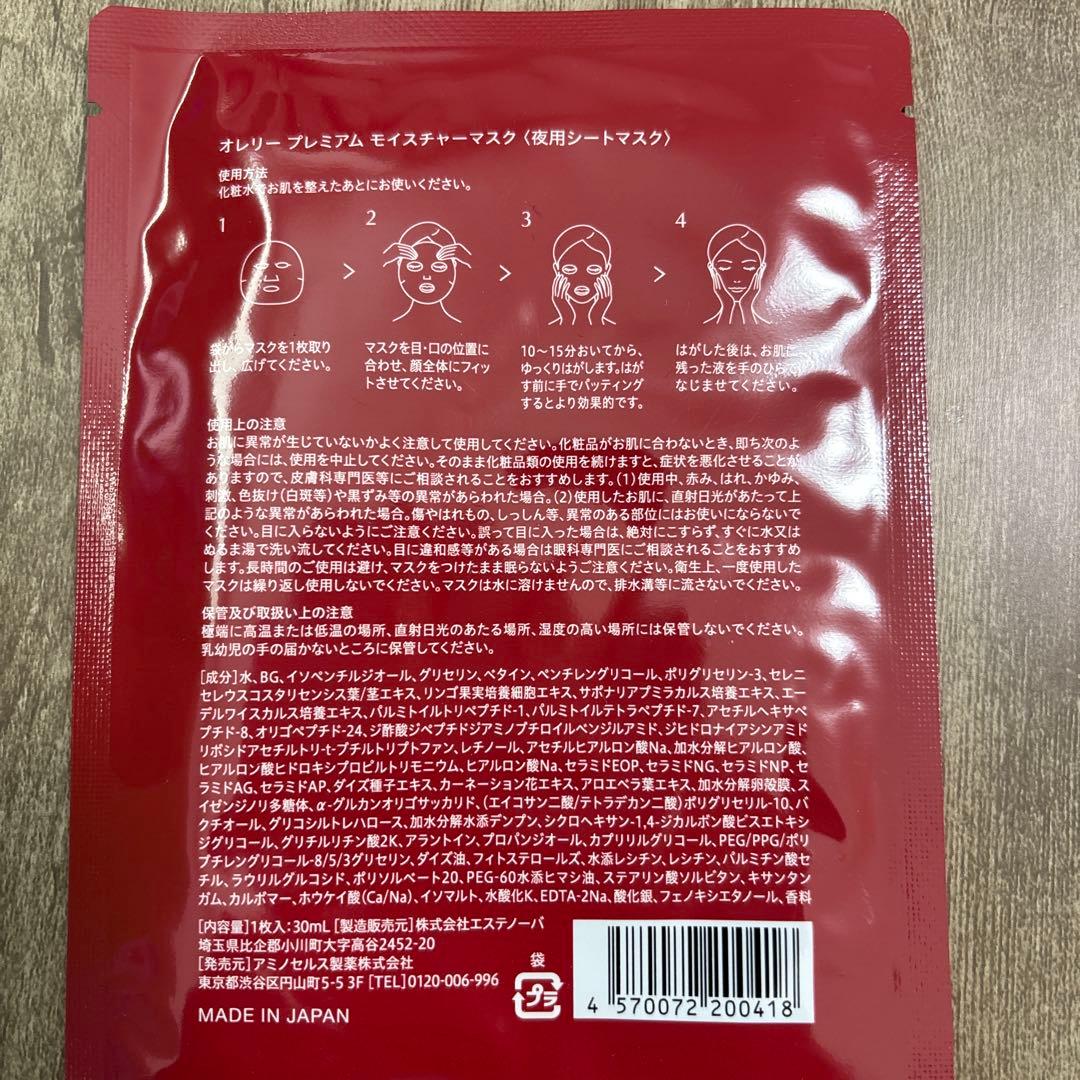 オレリー プレミアム モイスチャーマスク〈夜用シートマスク〉
使用方法
化粧水でお肌を整えたあとにお使いください。
1
2
3
4
袋からマスクを1枚取り
出し、広げてください。
マスクを目・口の位置に
合わせ、顔全体にフィッ
トさせてください。
10〜15分おいてから、
ゆっくりはがします。はが
す前に手でパッティング
するとより効果的です。
はがした後は、お肌に
残った液を手のひらで
なじませてください。
使用上の注意
お肌に異常が生じていないかよく注意して使用してください。化粧品がお肌に合わないとき、即ち次のよ
うな場合には、使用を中止してください。そのまま化粧品類の使用を続けますと、症状を悪化させることが
ありますので、皮膚科専門医等にご相談されることをおすすめします。(1)使用中、赤み、はれ、かゆみ、
刺激、色抜け(白斑等)や黒ずみ等の異常があらわれた場合。(2)使用したお肌に、直射日光があたって上
記のような異常があらわれた場合。傷やはれもの、しっしん等、異常のある部位にはお使いにならないで
ください。目に入らないようにご注意ください。誤って目に入った場合は、絶対にこすらず、すぐに水又は
ぬるま湯で洗い流してください。目に違和感等がある場合は眼科専門医にご相談されることをおすすめ
します。長時間のご使用は避け、マスクをつけたまま眠らないようご注意ください。衛生上、一度使用した
マスクは繰り返し使用しないでください。マスクは水に溶けませんので、排水溝等に流さないでください。
保管及び取扱い上の注意
極端に高温または低温の場所、直射日光のあたる場所、湿度の高い場所には保管しないでください。
乳幼児の手の届かないところに保管してください。
[成分]水、BG、イソペンチルジオール、グリセリン、ベタイン、ペンチレングリコール、ポリグリセリン-3、セレニ
セレウスコスタリセンシス葉/茎エキス、リンゴ果実培養細胞エキス、サポナリアプミラカルス培養エキス、エー
デルワイスカルス培養エキス、パルミトイルトリペプチド-1、パルミトイルテトラペプチド-7、アセチルヘキサペ
プチド-8、オリゴペプチド-24、ジ酢酸ジペプチドジアミノブチロイルベンジルアミド、ジヒドロナイアシンアミド
リボシドアセチルトリ-t-ブチルトリプトファン、レチノール、アセチルヒアルロン酸Na、加水分解ヒアルロン酸、
ヒアルロン酸ヒドロキシプロピルトリモニウム、ヒアルロン酸Na、セラミドEOP、セラミドNG、セラミドNP、セ
ラミドAG、セラミドAP、ダイズ種子エキス、カーネーション花エキス、アロエベラ葉エキス、加水分解卵殻膜、ス
イゼンジノリ多糖体、α-グルカンオリゴサッカリド、(エイコサン二酸/テトラデカン二酸)ポリグリセリル-10、バ
クチオール、グリコシルトレハロース、加水分解水添デンプン、シクロヘキサン-1,4-ジカルボン酸ビスエトキシ
ジグリコール、グリチルリチン酸2K、アラントイン、プロパンジオール、カプリリルグリコール、PEG/PPG/ポリ
ブチレングリコール-8/5/3グリセリン、ダイズ油、フィトステロールズ、水添レシチン、レシチン、パルミチン酸セ
チル、ラウリルグルコシド、ポリソルベート20、PEG-60水添ヒマシ油、ステアリン酸ソルビタン、キサンタン
ガム、カルボマー、ホウケイ酸(Ca/Na)、イソマルト、水酸化K、EDTA-2Na、酸化銀、フェノキシエタノール、香料
[内容量]1枚入:30mL [製造販売元]株式会社エステノーバ
埼玉県比企郡小川町大字高谷2452-20
[発売元]アミノセルス製薬株式会社
東京都渋谷区円山町5-5 3F [TEL]0120-006-996
MADE IN JAPAN
袋
プラ
4 570072 200418